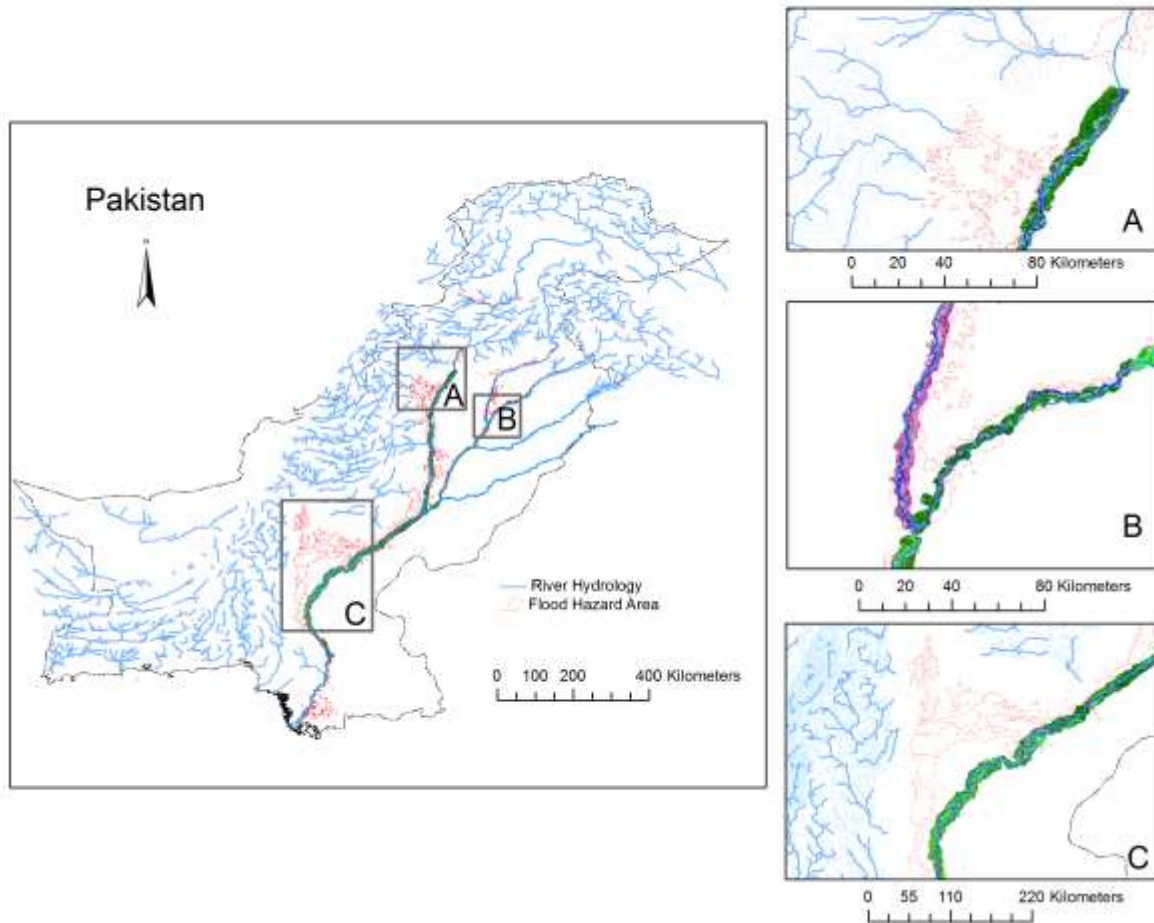 Pakistan
N
A
B
C
River Hydrology
Flood Hazard Area
0 100 200 400 Kilometers
A
0 20 40 80 Kilometers
B
0 20 40 80 Kilometers
C
0 55 110 220 Kilometers